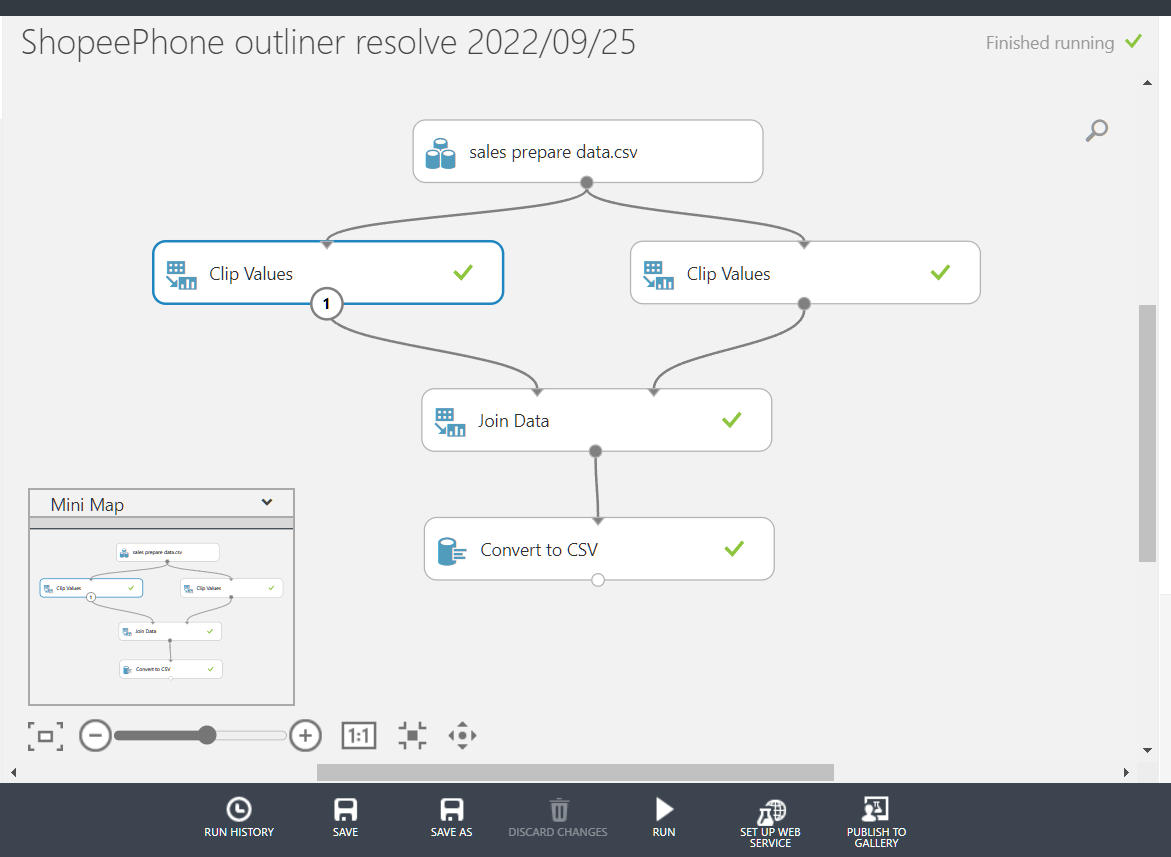 ShopeePhone outliner resolve 2022/09/25
Finished running
sales prepare data.csv
Clip Values
Clip Values
1
Join Data
Convert to CSV
Mini Map
sales prepare data.csv
Clip Values
Clip Values
1
Join Data
Convert to CSV
1:1
RUN HISTORY
SAVE
SAVE AS
DISCARD CHANGES
RUN
SET UP WEB
SERVICE
PUBLISH TO
GALLERY